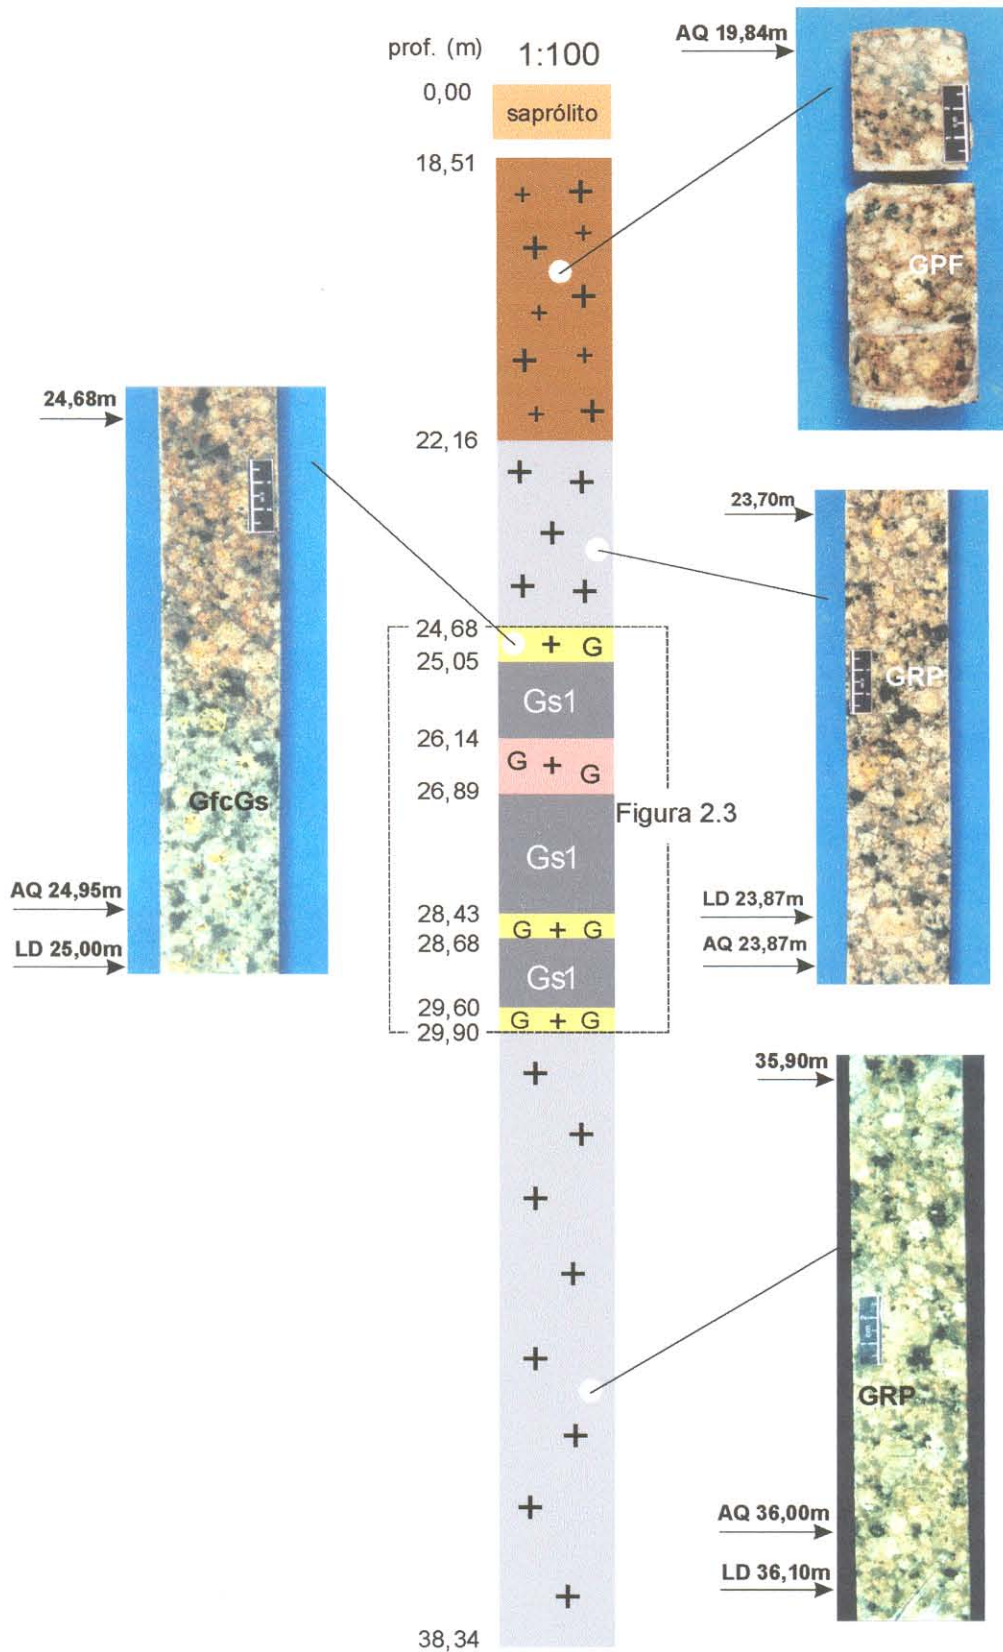 prof. (m) 1:100
0,00
saprólito
18,51
22,16
24,68
+ G
25,05
Gs1
26,14
G + G
26,89
Gs1
Figura 2.3
28,43
G + G
28,68
Gs1
29,60
G + G
29,90
38,34
AQ 19,84m
GPF
24,68m
GfcGs
AQ 24,95m
LD 25,00m
23,70m
GRP
LD 23,87m
AQ 23,87m
35,90m
GRP
AQ 36,00m
LD 36,10m